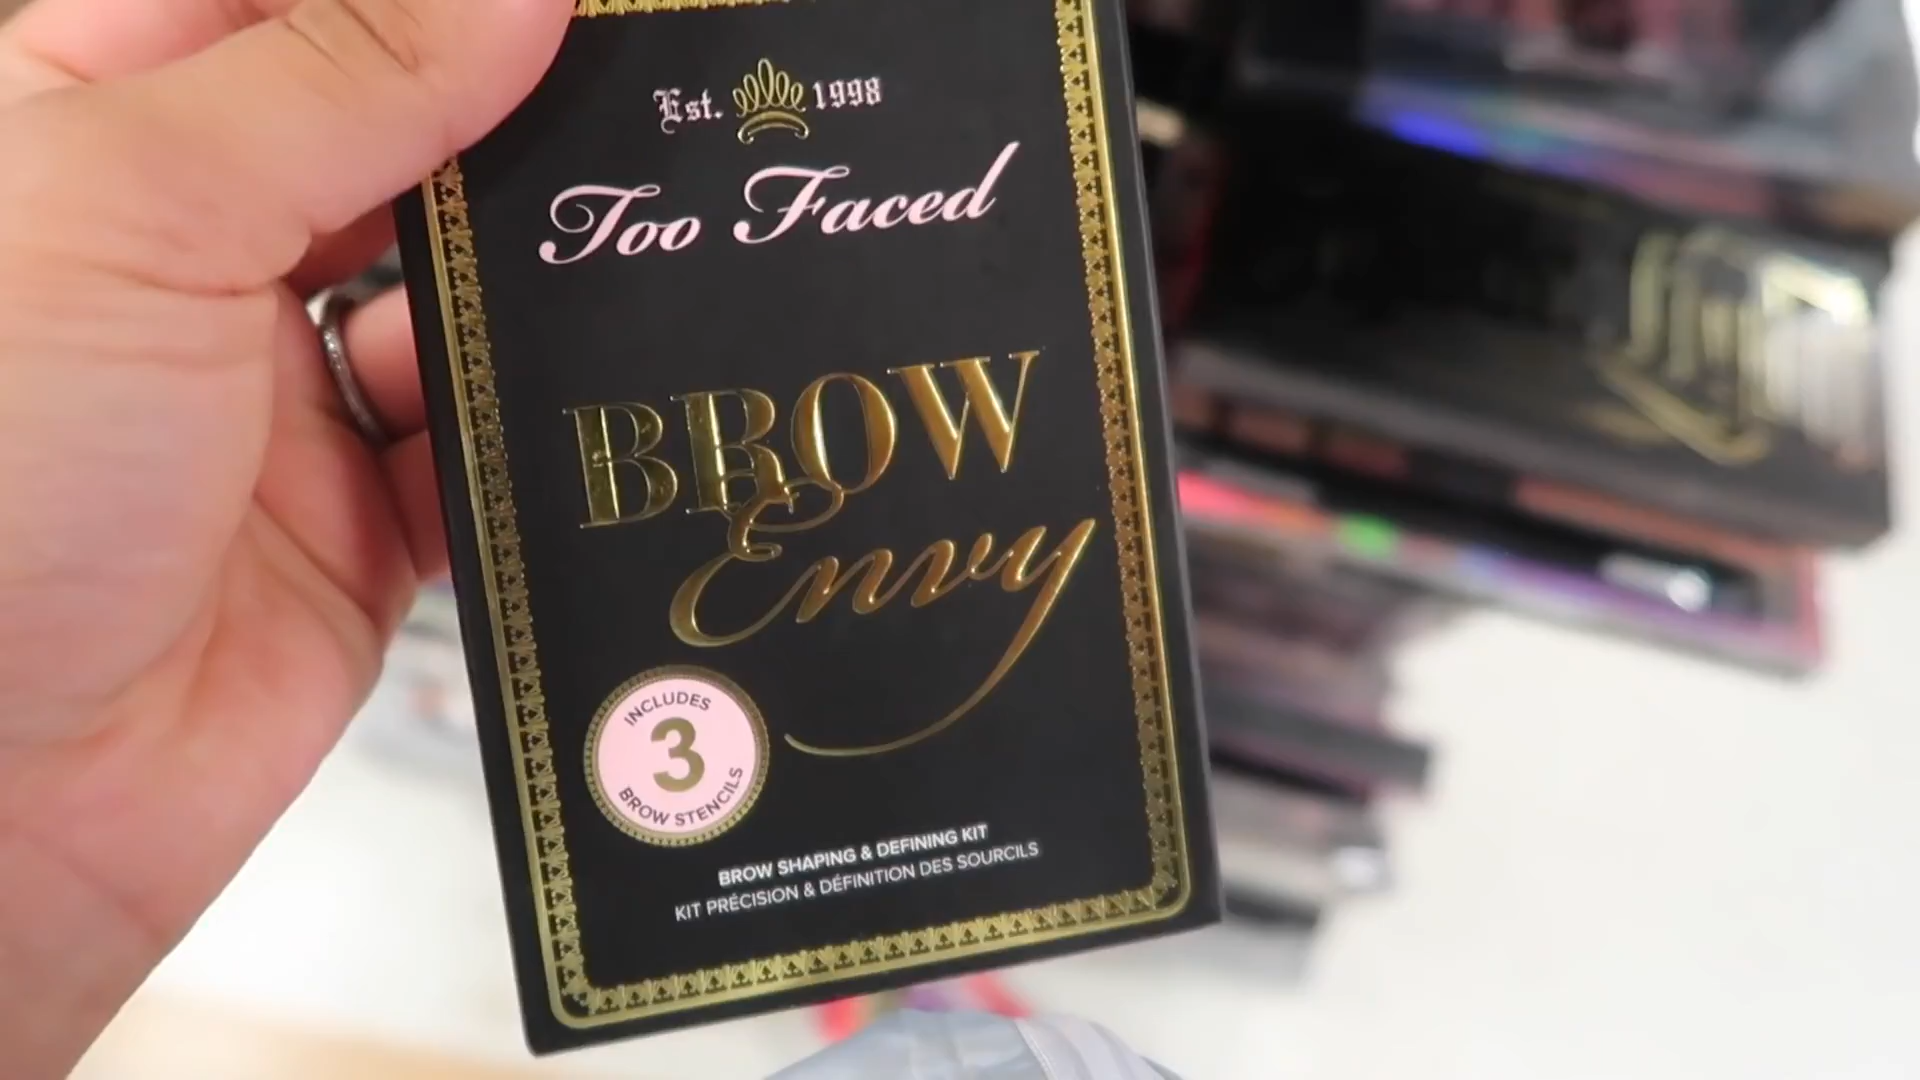 Est. 1998
Too Faced
BROW
Envy
INCLUDES
3
BROW STENCILS
BROW SHAPING & DEFINING KIT
KIT PRÉCISION & DÉFINITION DES SOURCILS